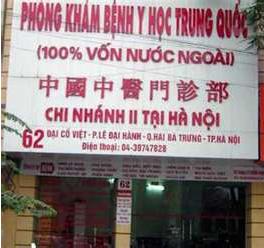 PHÒNG KHÁM BỆNH Y HỌC TRUNG QUỐC
(100% VỐN NƯỚC NGOÀI)
中國中醫門診部
CHI NHÁNH II TẠI HÀ NỘI
62 ĐẠI CỒ VIỆT - P.LÊ ĐẠI HÀNH - Q.HAI BÀ TRƯNG - TP.HÀ NỘI
Điện thoại: 04-39747828
62